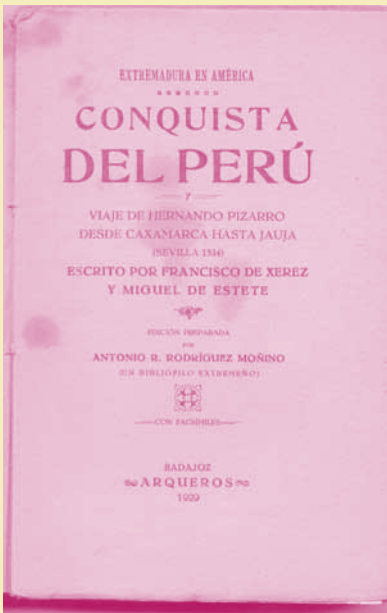 EXTREMADURA EN AMÉRICA
CONQUISTA
DEL PERÚ
Y
VIAJE DE HERNANDO PIZARRO
DESDE CAXAMARCA HASTA JAUJA
(SEVILLA 1534)
ESCRITO POR FRANCISCO DE XEREZ
Y MIGUEL DE ESTETE
EDICIÓN PREPARADA
POR
ANTONIO R. RODRÍGUEZ MOÑINO
(UN BIBLIÓFILO EXTREMEÑO)
CON FACSIMILES
BADAJOZ
ARQUEROS
1929